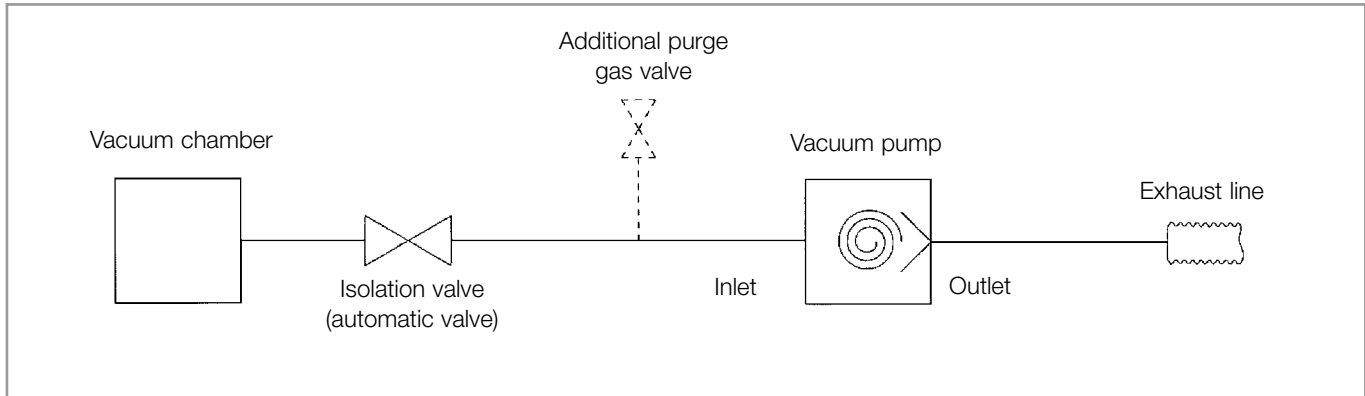 Additional purge
gas valve
Vacuum chamber
Vacuum pump
Exhaust line
Inlet
Outlet
Isolation valve
(automatic valve)